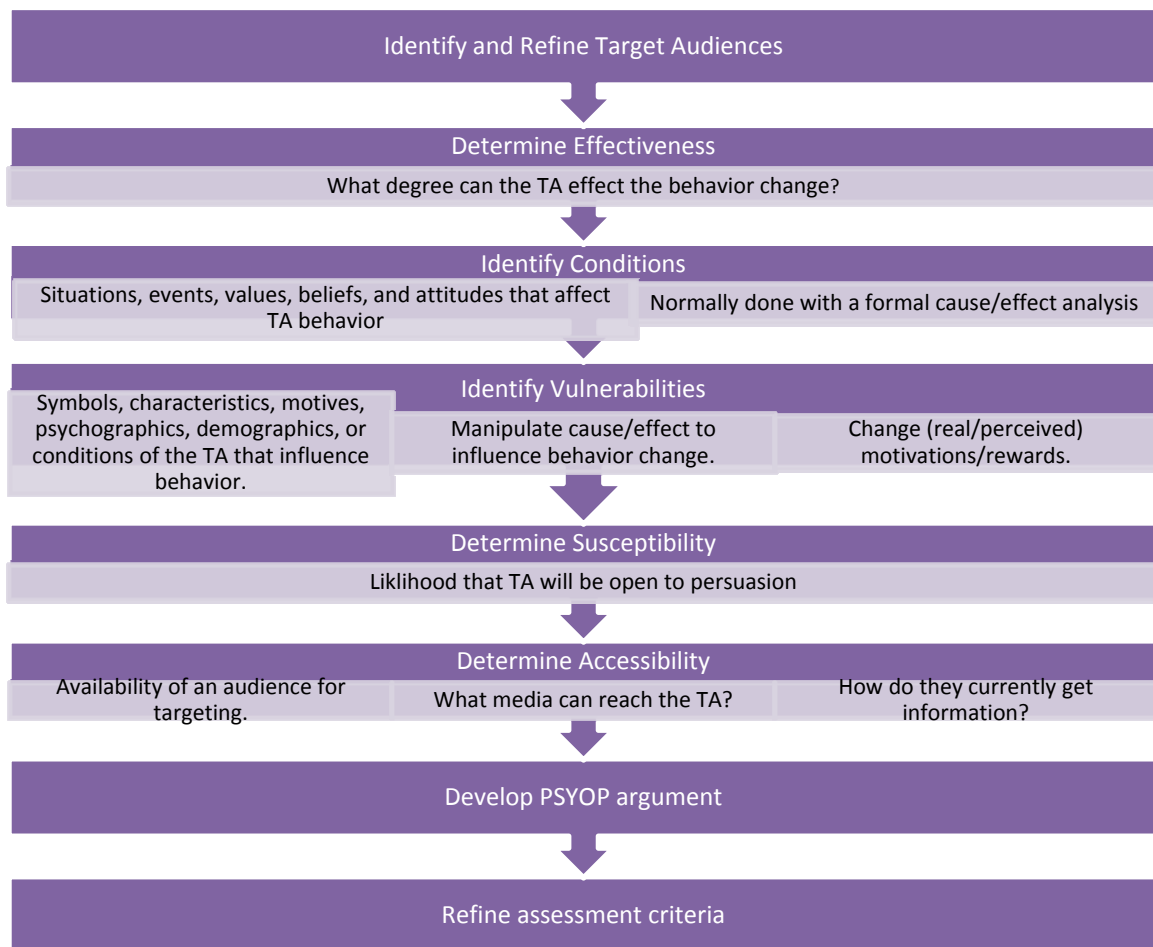 Identify and Refine Target Audiences
Determine Effectiveness
What degree can the TA effect the behavior change?
Identify Conditions
Situations, events, values, beliefs, and attitudes that affect
TA behavior
Normally done with a formal cause/effect analysis
Identify Vulnerabilities
Symbols, characteristics, motives,
psychographics, demographics, or
conditions of the TA that influence
behavior.
Manipulate cause/effect to
influence behavior change.
Change (real/perceived)
motivations/rewards.
Determine Susceptibility
Liklihood that TA will be open to persuasion
Determine Accessibility
Availability of an audience for
targeting.
What media can reach the TA?
How do they currently get
information?
Develop PSYOP argument
Refine assessment criteria